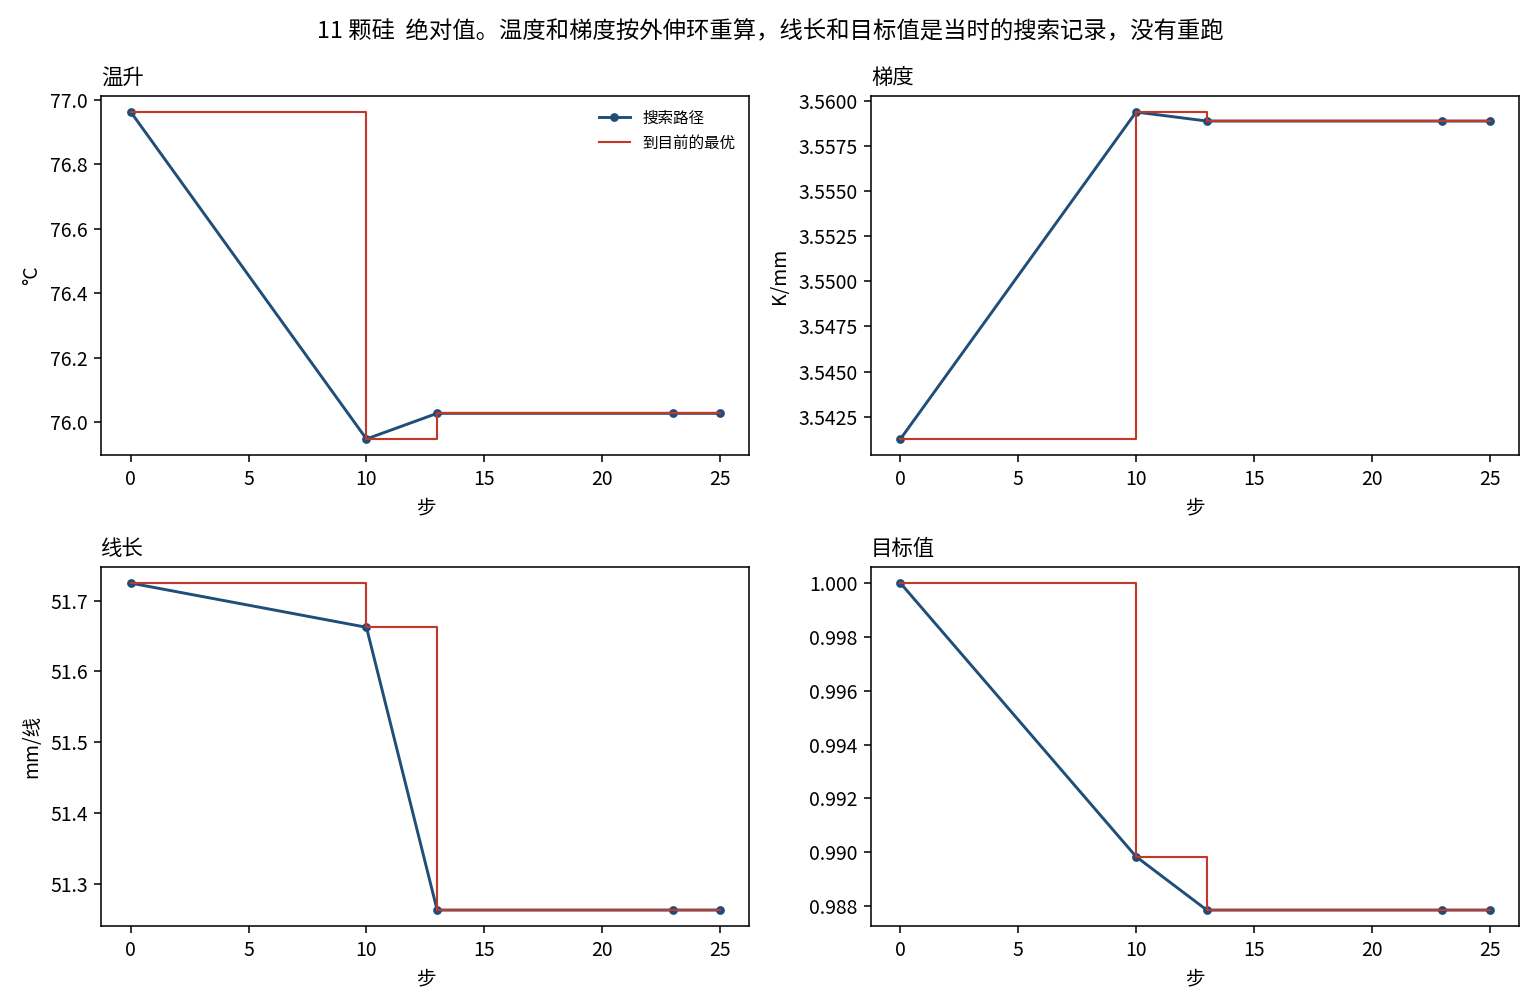 11 颗硅  绝对值。温度和梯度按外伸环重算，线长和目标值是当时的搜索记录，没有重跑
温升
77.0
76.8
76.6
76.4
76.2
76.0
℃
0 5 10 15 20 25
步
搜索路径
到目前的最优
梯度
3.5600
3.5575
3.5550
3.5525
3.5500
3.5475
3.5450
3.5425
K/mm
0 5 10 15 20 25
步
线长
51.7
51.6
51.5
51.4
51.3
mm/线
0 5 10 15 20 25
步
目标值
1.000
0.998
0.996
0.994
0.992
0.990
0.988
0 5 10 15 20 25
步